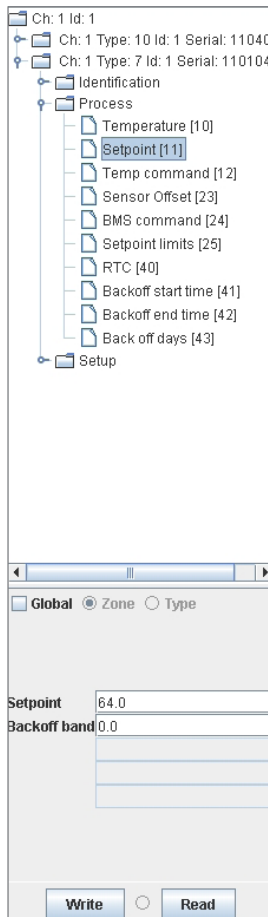 Ch: 1 Id: 1
Ch: 1 Type: 10 Id: 1 Serial: 11040
Ch: 1 Type: 7 Id: 1 Serial: 110104
Identification
Process
Temperature [10]
Setpoint [11]
Temp command [12]
Sensor Offset [23]
BMS command [24]
Setpoint limits [25]
RTC [40]
Backoff start time [41]
Backoff end time [42]
Back off days [43]
Setup
Global Zone Type
Setpoint 64.0
Backoff band 0.0
Write Read